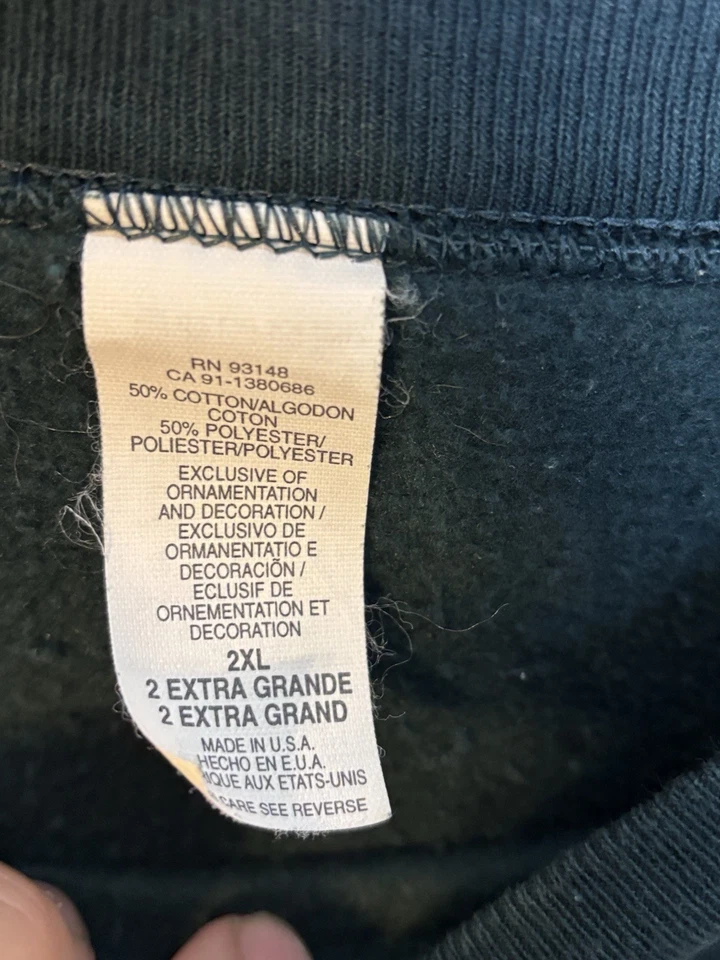 RN 93148
CA 91-1380686
50% COTTON/ALGODON
COTON
50% POLYESTER/
POLIESTER/POLYESTER
EXCLUSIVE OF
ORNAMENTATION
AND DECORATION /
EXCLUSIVO DE
ORMANENTATIO E
DECORACIÕN /
ECLUSIF DE
ORNEMENTATION ET
DECORATION
2XL
2 EXTRA GRANDE
2 EXTRA GRAND
MADE IN U.S.A.
HECHO EN E.U.A.
AUX ETATS-UNIS
CARE SEE REVERSE